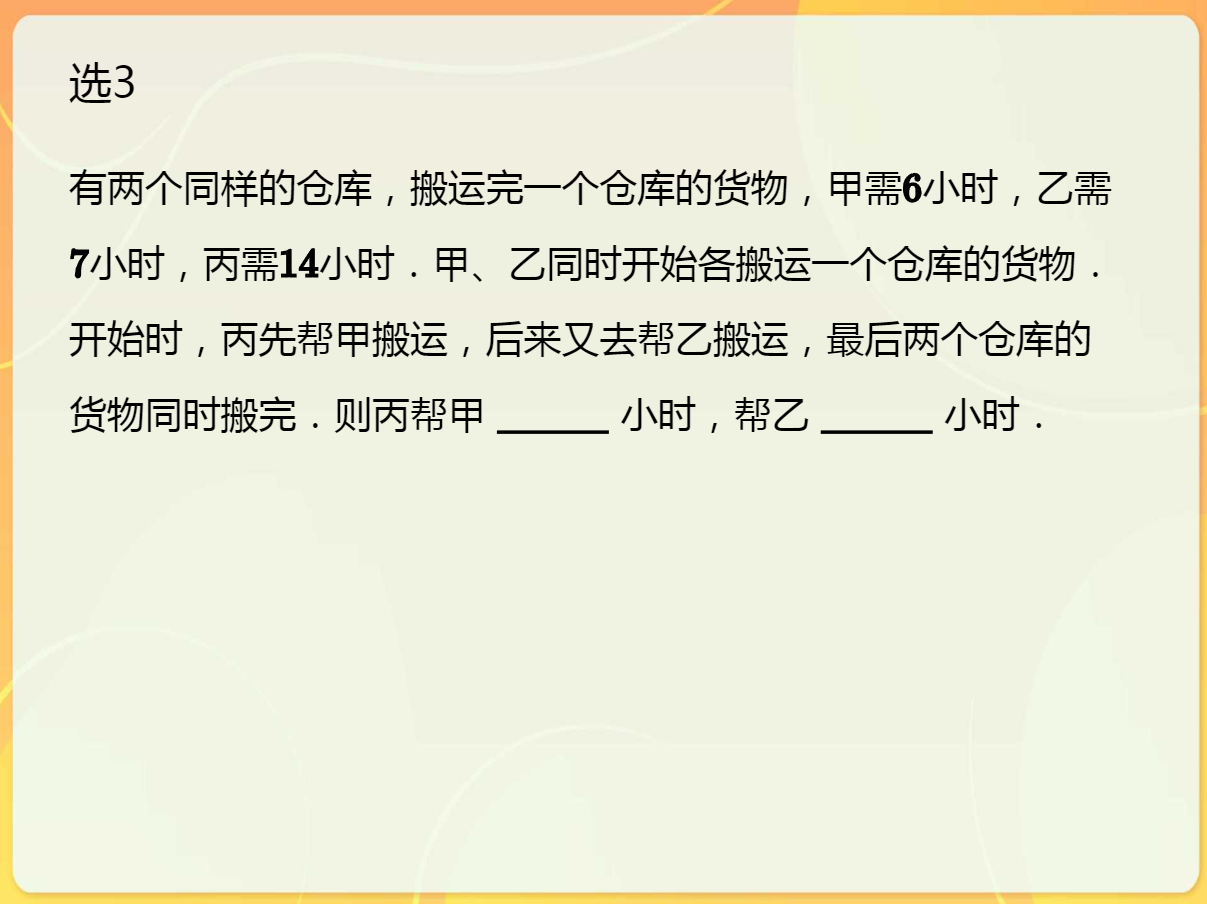 选3
有两个同样的仓库，搬运完一个仓库的货物，甲需6小时，乙需
7小时，丙需14小时．甲、乙同时开始各搬运一个仓库的货物．
开始时，丙先帮甲搬运，后来又去帮乙搬运，最后两个仓库的
货物同时搬完．则丙帮甲 ______ 小时，帮乙 ______ 小时．